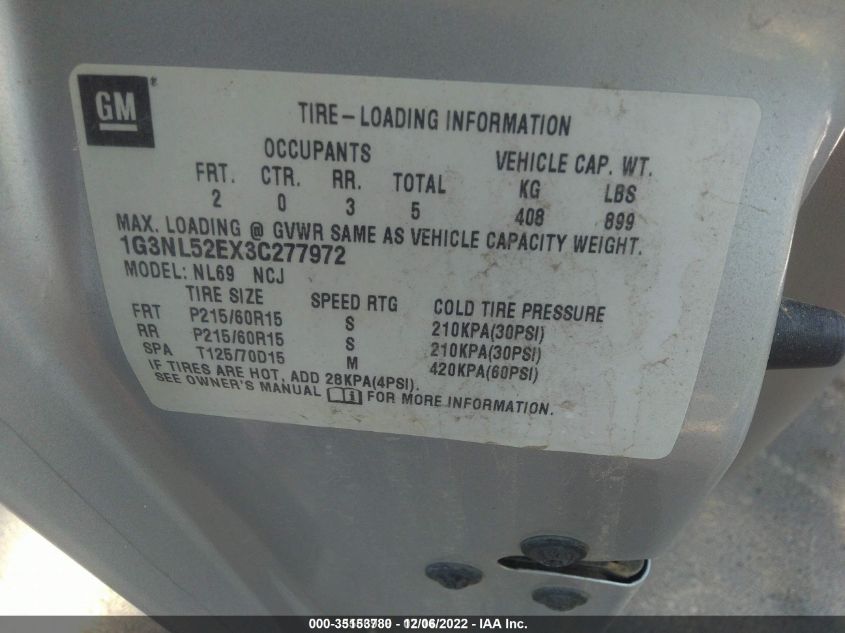 GM
TIRE-LOADING INFORMATION
OCCUPANTS VEHICLE CAP. WT.
FRT. CTR. RR. TOTAL KG LBS
2 0 3 5 408 899
MAX. LOADING @ GVWR SAME AS VEHICLE CAPACITY WEIGHT.
1G3NL52EX3C277972
MODEL: NL69 NCJ
TIRE SIZE SPEED RTG COLD TIRE PRESSURE
FRT P215/60R15 S 210KPA(30PSI)
RR P215/60R15 S 210KPA(30PSI)
SPA T125/70D15 M 420KPA(60PSI)
IF TIRES ARE HOT, ADD 28KPA(4PSI).
SEE OWNER'S MANUAL FOR MORE INFORMATION.
000-35153780 - 12/06/2022 - IAA Inc.